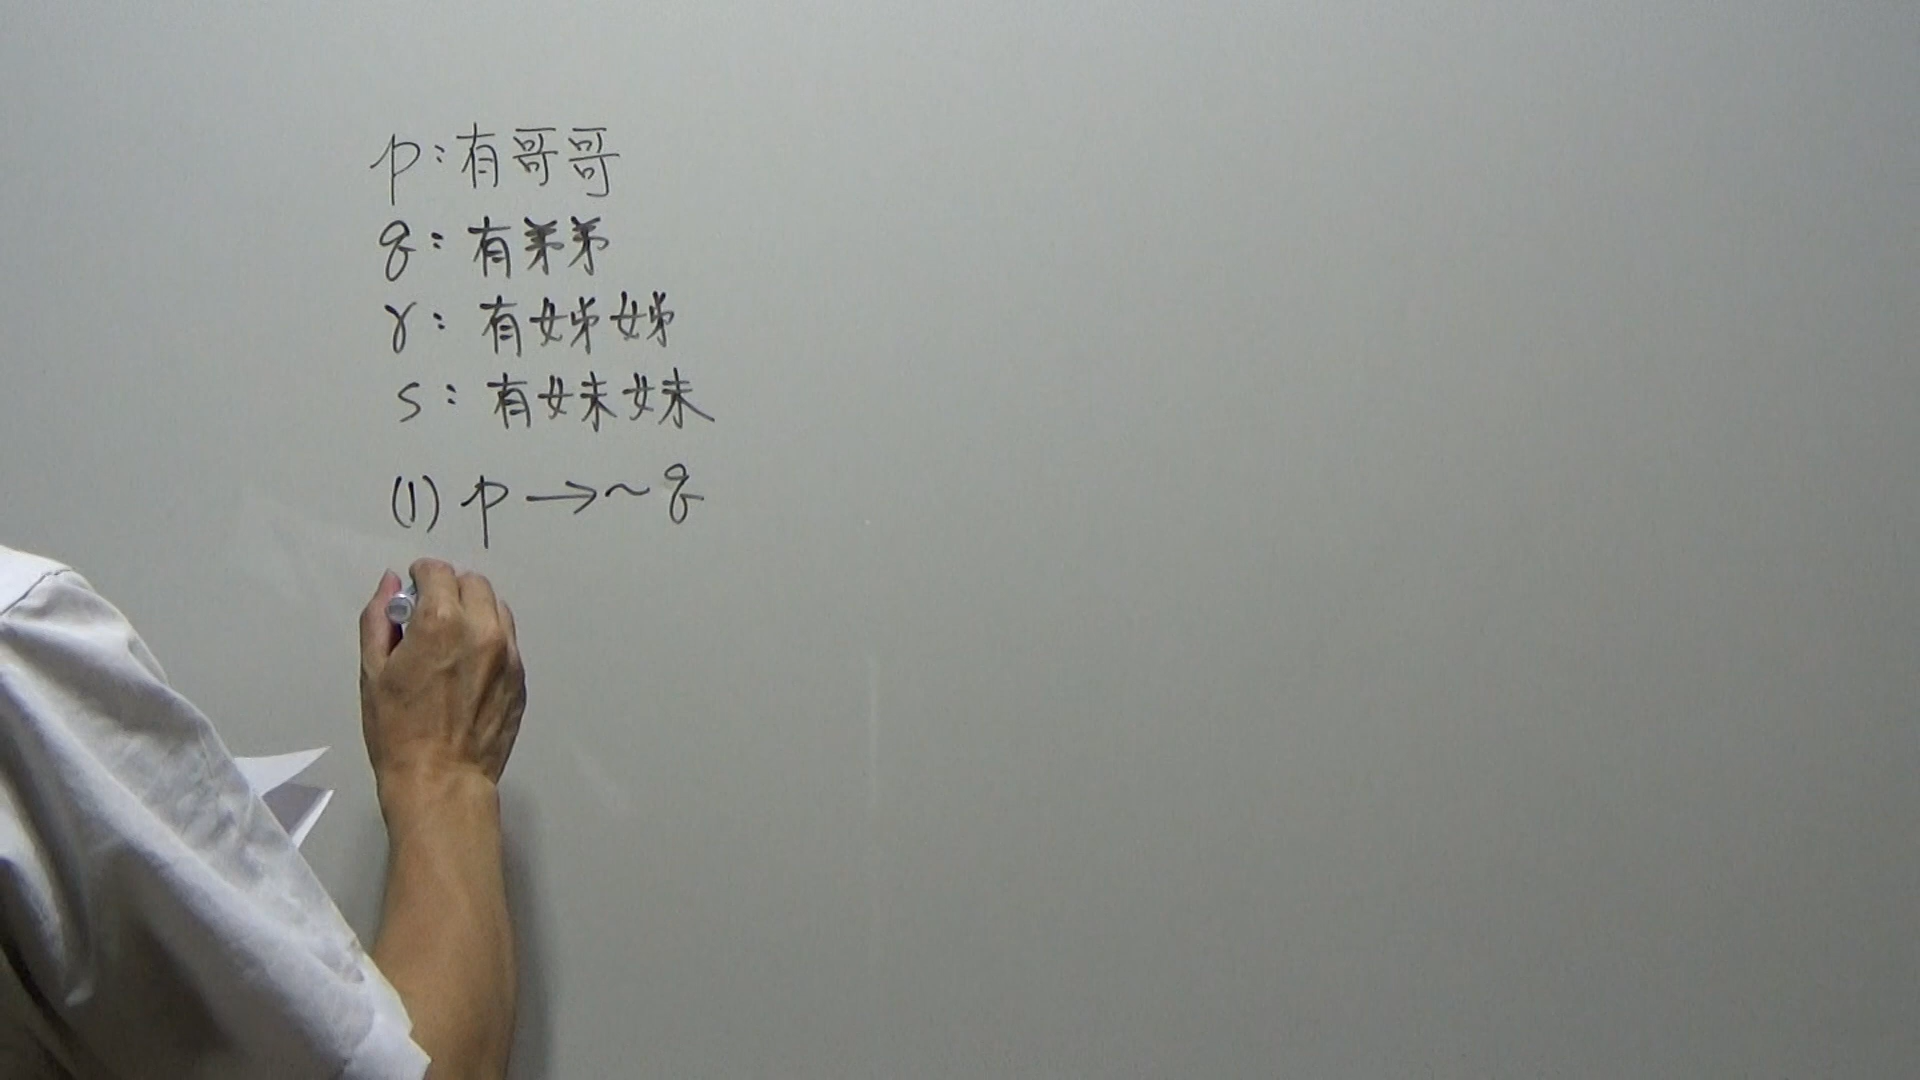 p：有哥哥
q：有弟弟
r：有姊姊
s：有妹妹
(1) p → ~ q